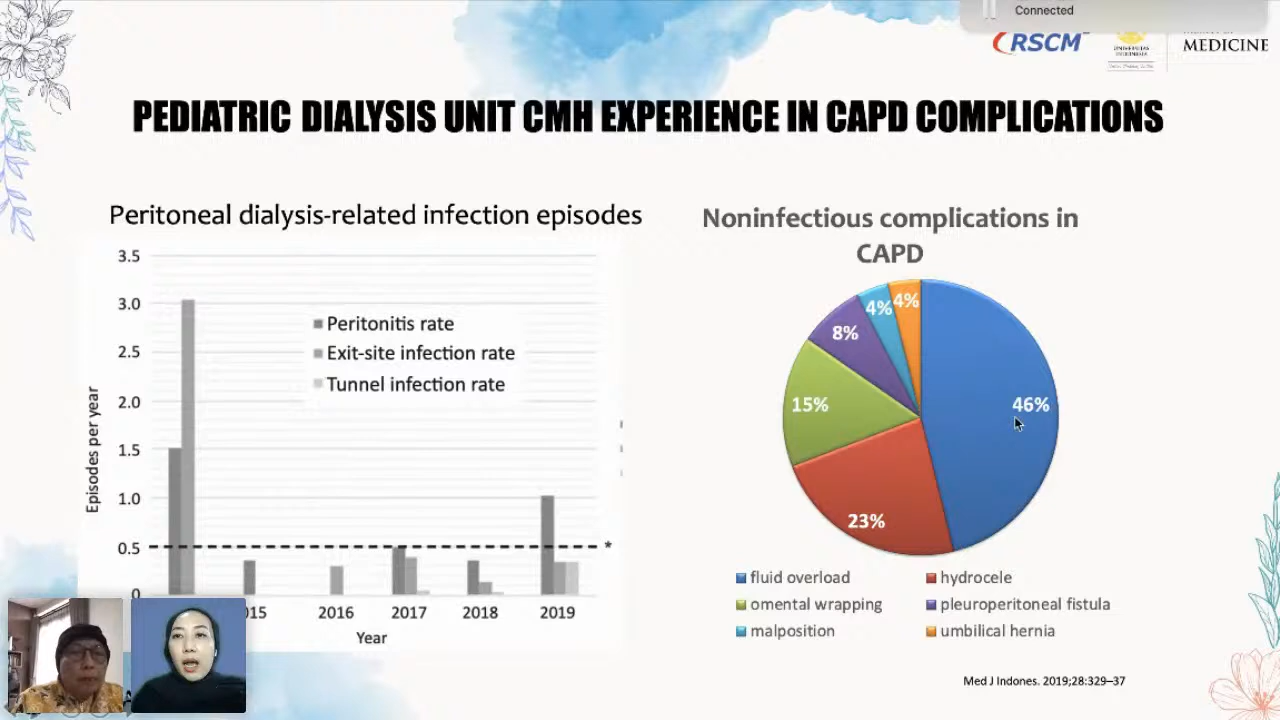 Connected
RSCM
UNIVERSITAS
INDONESIA
MEDICINE
PEDIATRIC DIALYSIS UNIT CMH EXPERIENCE IN CAPD COMPLICATIONS
Peritoneal dialysis-related infection episodes
3.5
3.0
2.5
2.0
1.5
1.0
0.5
0
Episodes per year
Peritonitis rate
Exit-site infection rate
Tunnel infection rate
*
015
2016
2017
2018
2019
Year
Noninfectious complications in
CAPD
46%
23%
15%
8%
4%
4%
fluid overload
hydrocele
omental wrapping
pleuroperitoneal fistula
malposition
umbilical hernia
Med J Indones. 2019;28:329–37